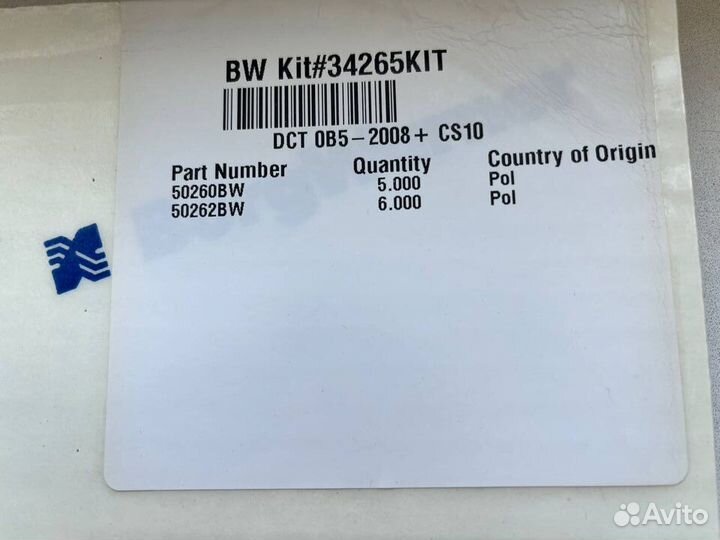 BW Kit#34265KIT
DCT 0B5-2008+ CS10
Part Number Quantity Country of Origin
50260BW 5.000 Pol
50262BW 6.000 Pol
Avito